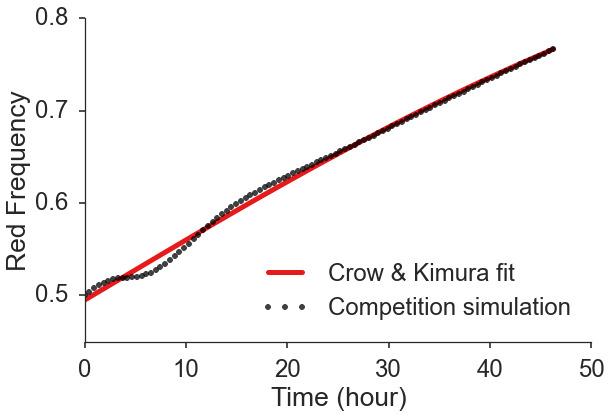 0.8
0.7
0.6
0.5
Red Frequency
Crow & Kimura fit
Competition simulation
0 10 20 30 40 50
Time (hour)